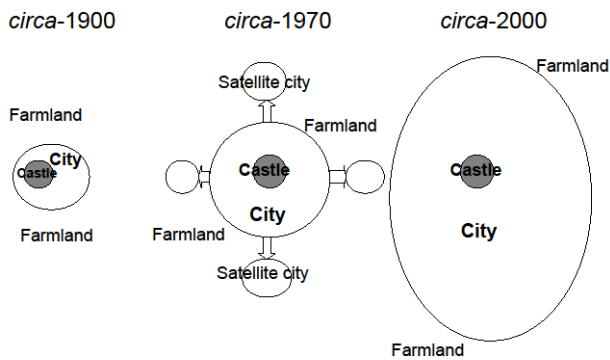 circa-1900
Farmland
City
Castle
Farmland
circa-1970
Satellite city
Farmland
Castle
City
Farmland
Satellite city
circa-2000
Farmland
Castle
City
Farmland